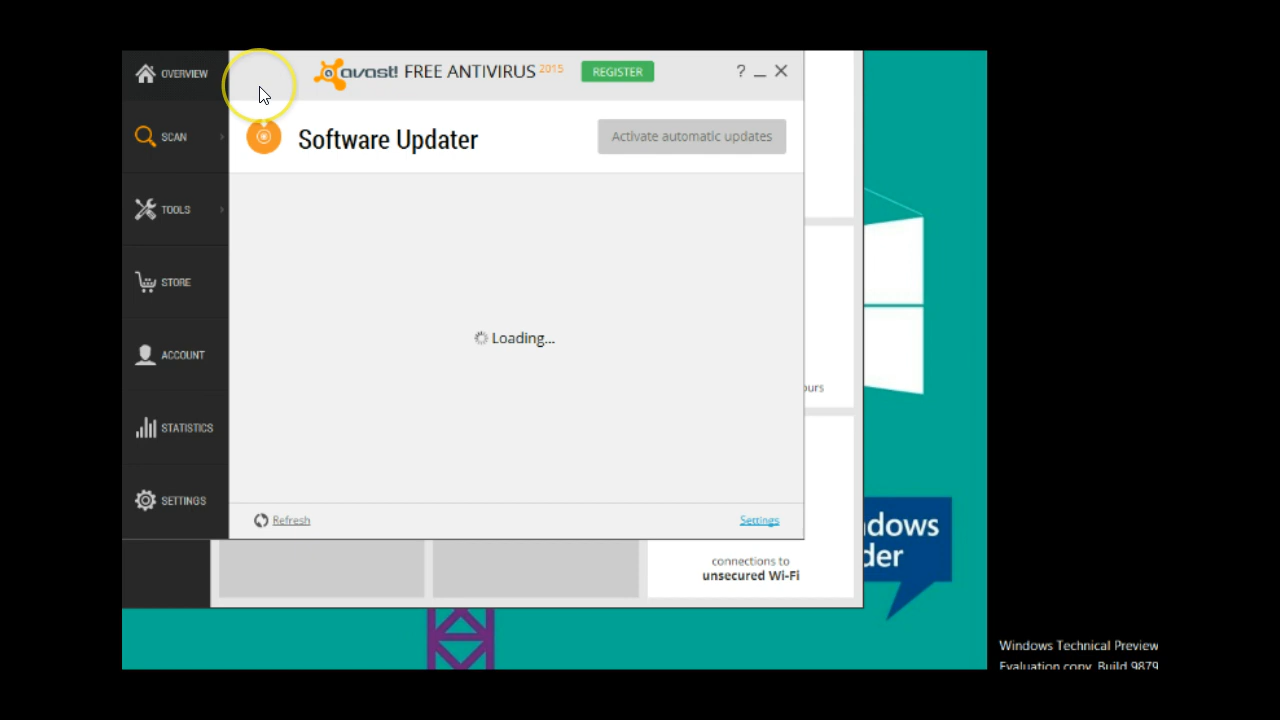 OVERVIEW
avast! FREE ANTIVIRUS 2015
REGISTER
?
SCAN
Software Updater
Activate automatic updates
TOOLS
STORE
Loading...
ACCOUNT
STATISTICS
SETTINGS
Refresh
Settings
ours
connections to
unsecured Wi-Fi
dows
der
Windows Technical Preview
Evaluation copy. Build 9879